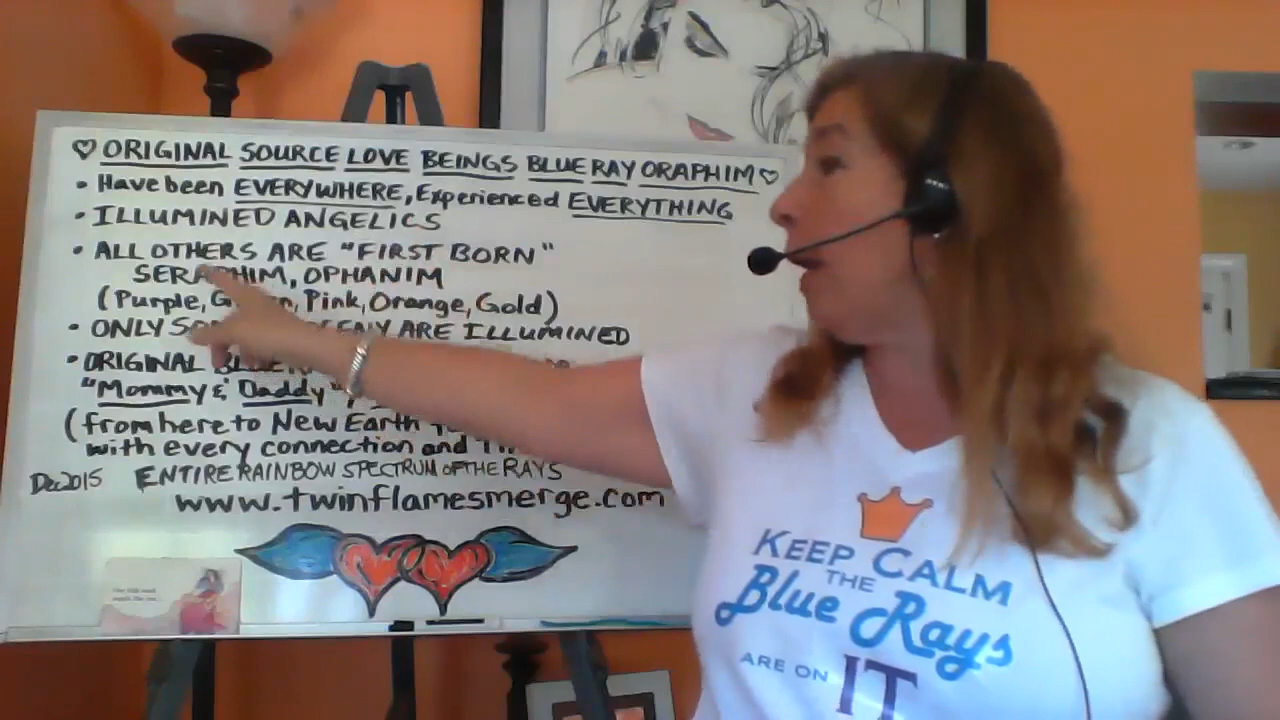 ♡ ORIGINAL SOURCE LOVE BEINGS BLUE RAY ORAPHIM ♡
• Have been EVERYWHERE, Experienced EVERYTHING
• ILLUMINED ANGELICS
• ALL OTHERS ARE "FIRST BORN"
SERAPHIM, OPHANIM
(Purple, Green, Pink, Orange, Gold)
• ONLY ARE ILLUMINED
• ORIGINAL
"Mommy & Daddy"
(from here to New Earth
with every connection and
Dec2015 ENTIRE RAINBOW SPECTRUM OF THE RAYS
www.twinflamesmerge.com
KEEP CALM
THE
Blue Rays
ARE ON IT